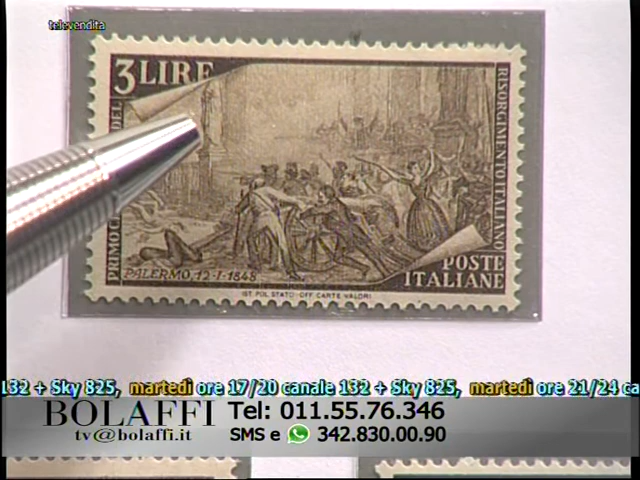 televendita
3 LIRE
RISORGIMENTO ITALIANO
DEL
PRIMO
PALERMO 12-1-1848
POSTE
ITALIANE
IST. POL. STATO - OFF. CARTE VALORI
132 + Sky 825, martedì ore 17/20 canale 132 + Sky 825, martedì ore 21/24 ca
BOLAFFI
tv@bolaffi.it
Tel: 011.55.76.346
SMS e 342.830.00.90